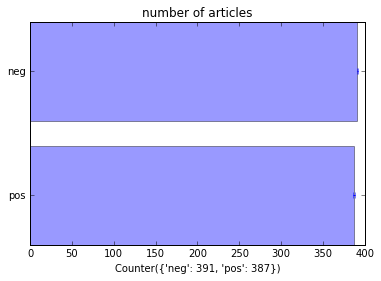 number of articles
neg
pos
0 50 100 150 200 250 300 350 400
Counter({'neg': 391, 'pos': 387})